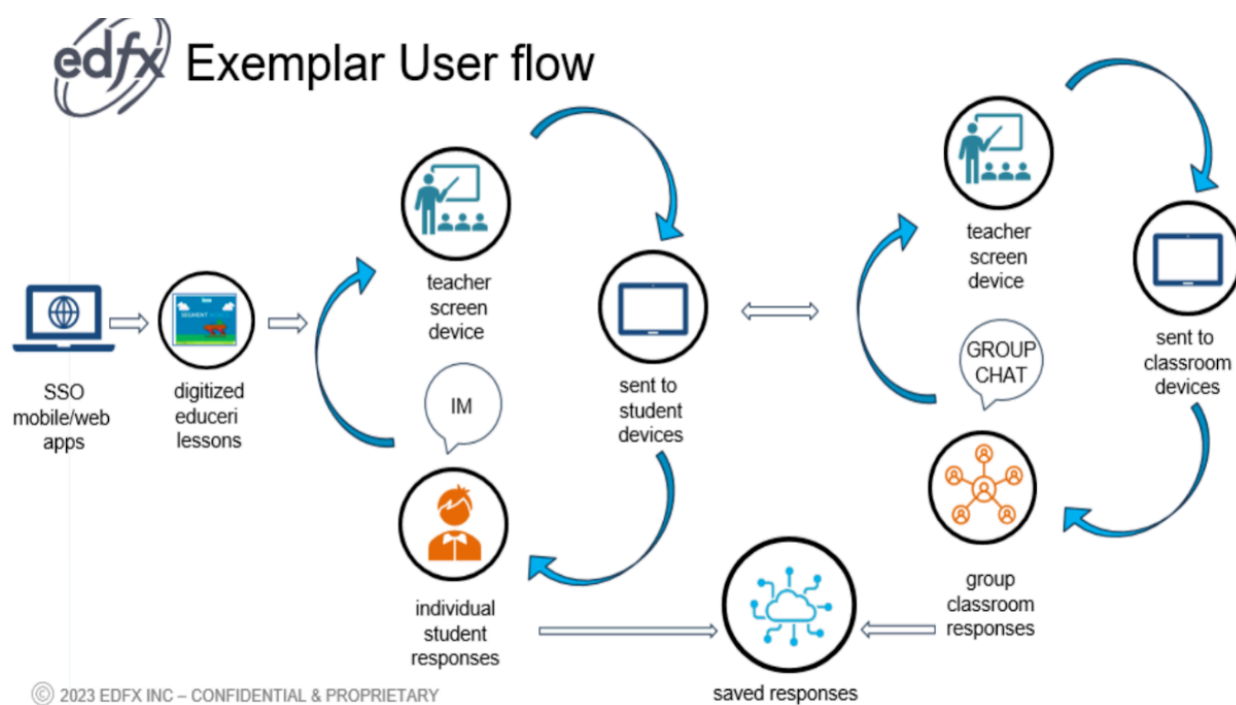 edfx Exemplar User flow
SSO
mobile/web
apps
digitized
educeri
lessons
teacher
screen
device
IM
individual
student
responses
sent to
student
devices
teacher
screen
device
GROUP
CHAT
group
classroom
responses
sent to
classroom
devices
saved responses
© 2023 EDFX INC – CONFIDENTIAL & PROPRIETARY